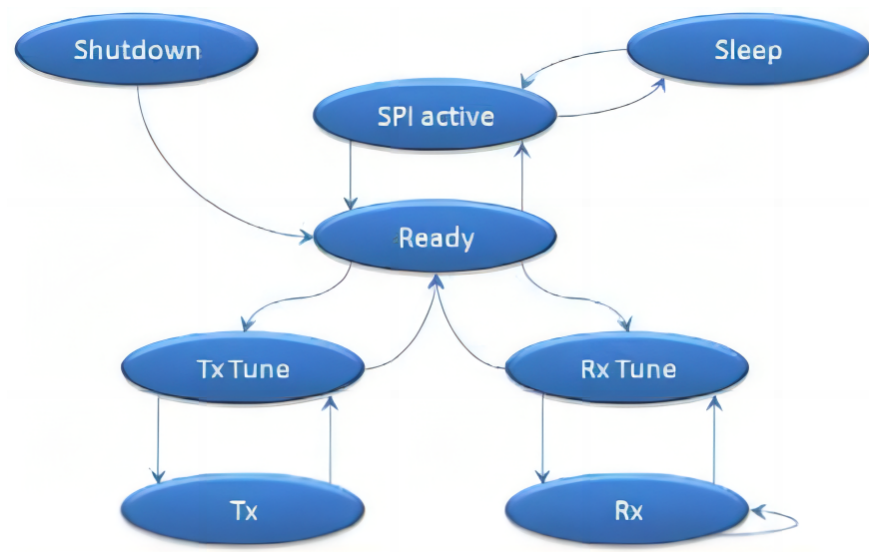 Shutdown
Sleep
SPI active
Ready
Tx Tune
Rx Tune
Tx
Rx